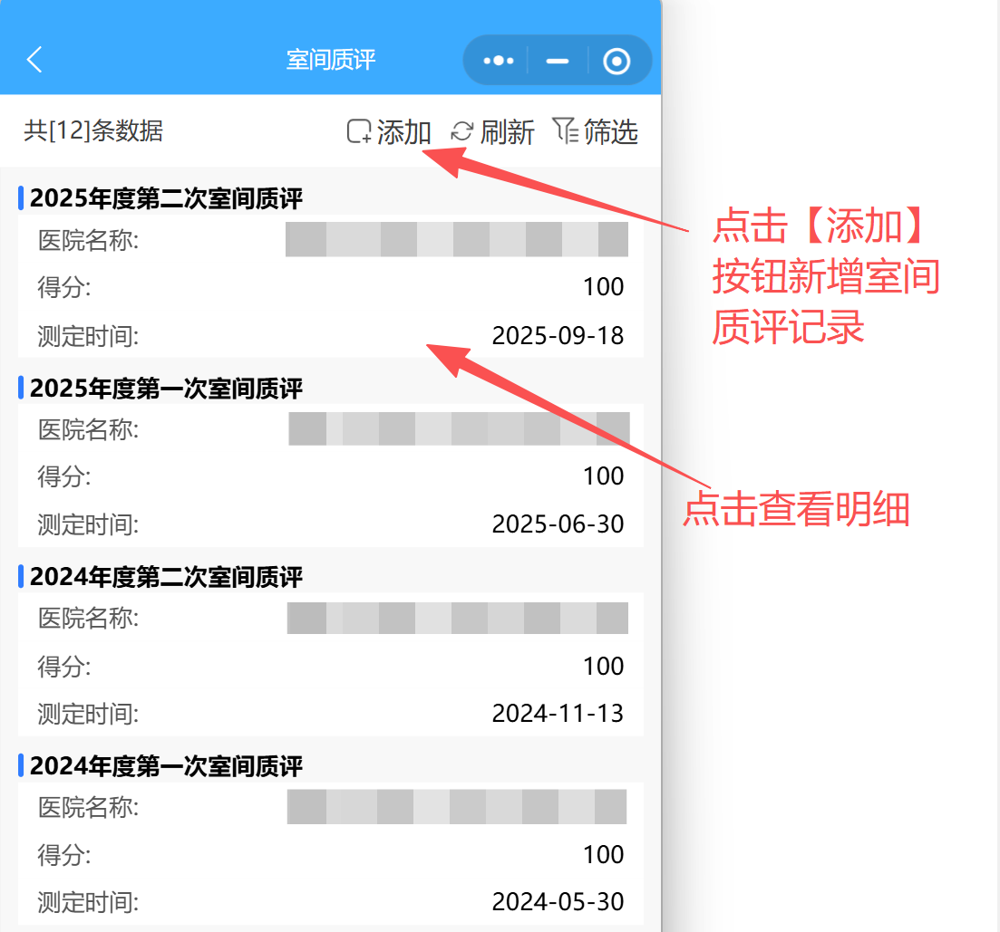 室间质评
共[12]条数据
添加 刷新 筛选
2025年度第二次室间质评
医院名称:
得分: 100
测定时间: 2025-09-18
2025年度第一次室间质评
医院名称:
得分: 100
测定时间: 2025-06-30
2024年度第二次室间质评
医院名称:
得分: 100
测定时间: 2024-11-13
2024年度第一次室间质评
医院名称:
得分: 100
测定时间: 2024-05-30
点击【添加】
按钮新增室间
质评记录
点击查看明细